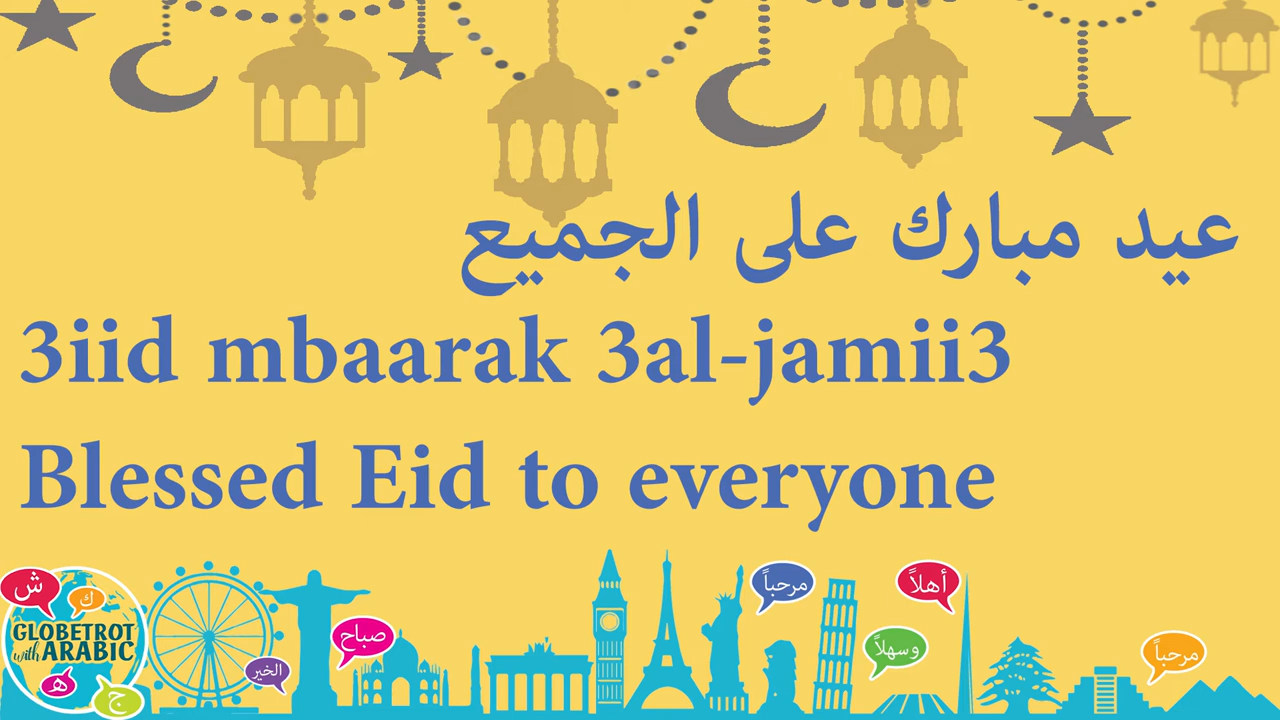 عيد مبارك على الجميع
3iid mbaarak 3al-jamii3
Blessed Eid to everyone
ش
ك
GLOBETROT
with ARABIC
ه
ج
الخير
صباح
مرحباً
أهلاً
وسهلاً
مرحباً